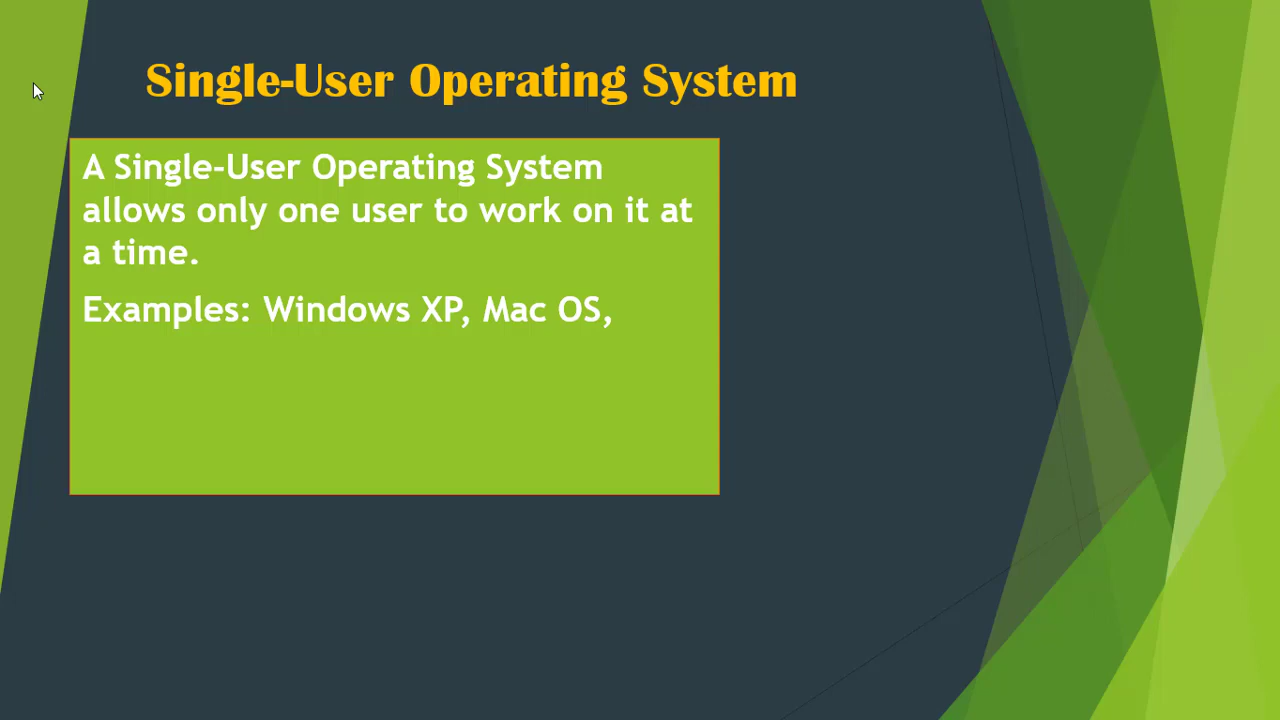 Single-User Operating System
A Single-User Operating System
allows only one user to work on it at
a time.
Examples: Windows XP, Mac OS,